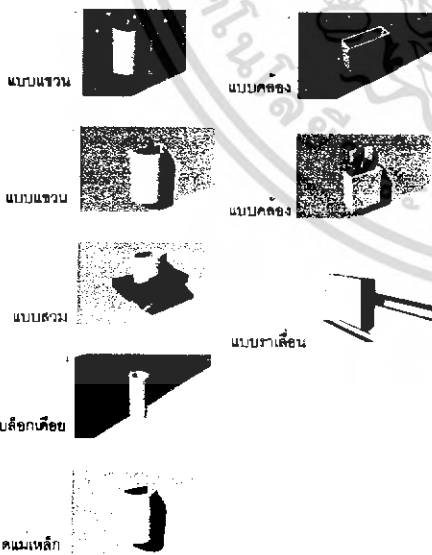 แบบแขวน
แบบคล้อง
แบบแขวน
แบบคล้อง
แบบสวม
แบบรางเลื่อน
บล็อกเดือย
ดแม่เหล็ก